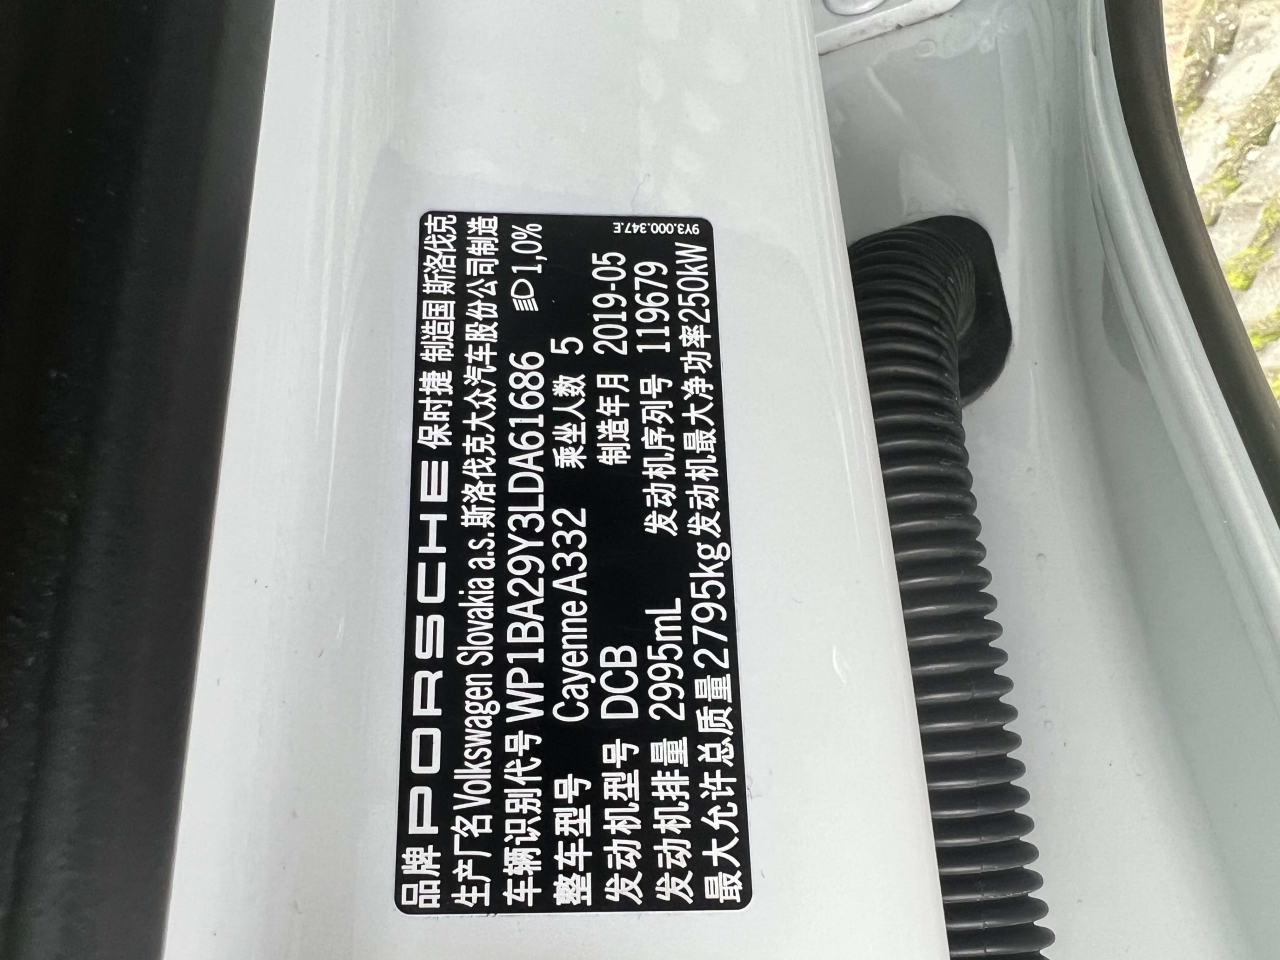 品牌 PORSCHE 保时捷 制造国 斯洛伐克
生产厂名 Volkswagen Slovakia a.s. 斯洛伐克大众汽车股份公司制造
车辆识别代号 WP1BA29Y3LDA61686 1,0%
整车型号 Cayenne A332 乘坐人数 5
发动机型号 DCB 制造年月 2019-05
发动机排量 2995mL 发动机序列号 119679
最大允许总质量 2795kg 发动机最大净功率 250kW
9Y3.000.347.E